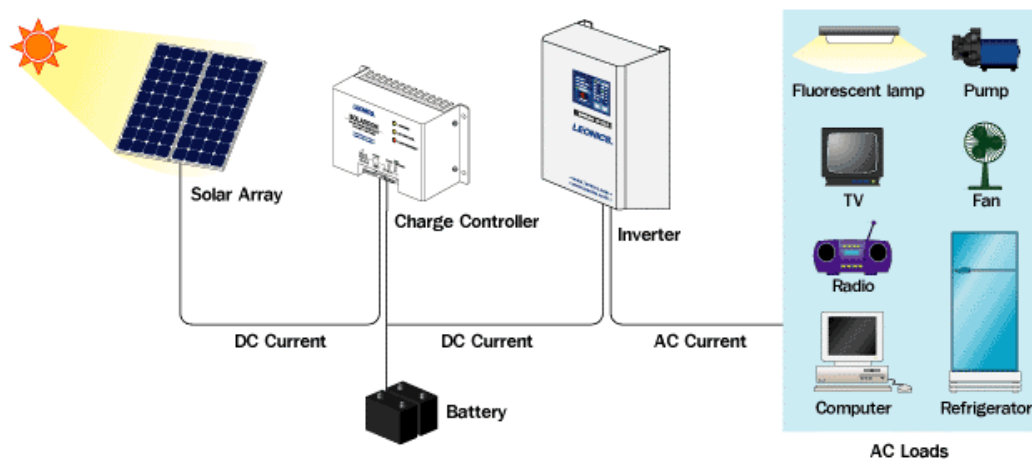 Fluorescent lamp
Pump
LEONICS
SOLARCON
LEONICS
Solar Array
TV
Fan
Charge Controller
Inverter
Radio
DC Current
DC Current
AC Current
Battery
Computer
Refrigerator
AC Loads